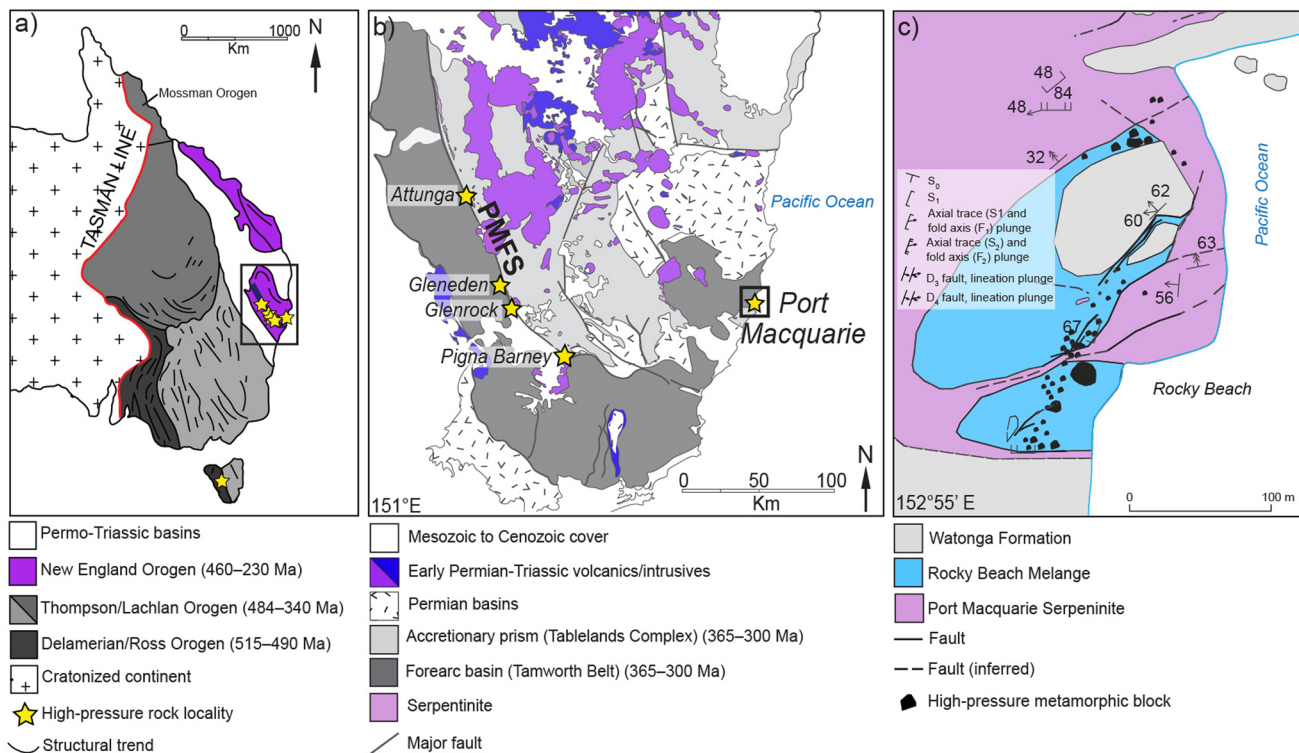 a)
1000
0
Km
N
Mossman Orogen
TASMAN LINE
b)
Attunga
PMFS
Gleneden
Glenrock
Pigna Barney
Pacific Ocean
Port
Macquarie
N
0
50
100
Km
151°E
c)
48
84
48
32
62
60
63
56
67
S0
S1
Axial trace (S1 and
fold axis (F1) plunge
Axial trace (S2) and
fold axis (F2) plunge
D3 fault, lineation plunge
D4 fault, lineation plunge
Pacific Ocean
Rocky Beach
152°55' E
0
100 m
Permo-Triassic basins
New England Orogen (460–230 Ma)
Thompson/Lachlan Orogen (484–340 Ma)
Delamerian/Ross Orogen (515–490 Ma)
Cratonized continent
High-pressure rock locality
Structural trend
Mesozoic to Cenozoic cover
Early Permian-Triassic volcanics/intrusives
Permian basins
Accretionary prism (Tablelands Complex) (365–300 Ma)
Forearc basin (Tamworth Belt) (365–300 Ma)
Serpentinite
Major fault
Watonga Formation
Rocky Beach Melange
Port Macquarie Serpeninite
Fault
Fault (inferred)
High-pressure metamorphic block